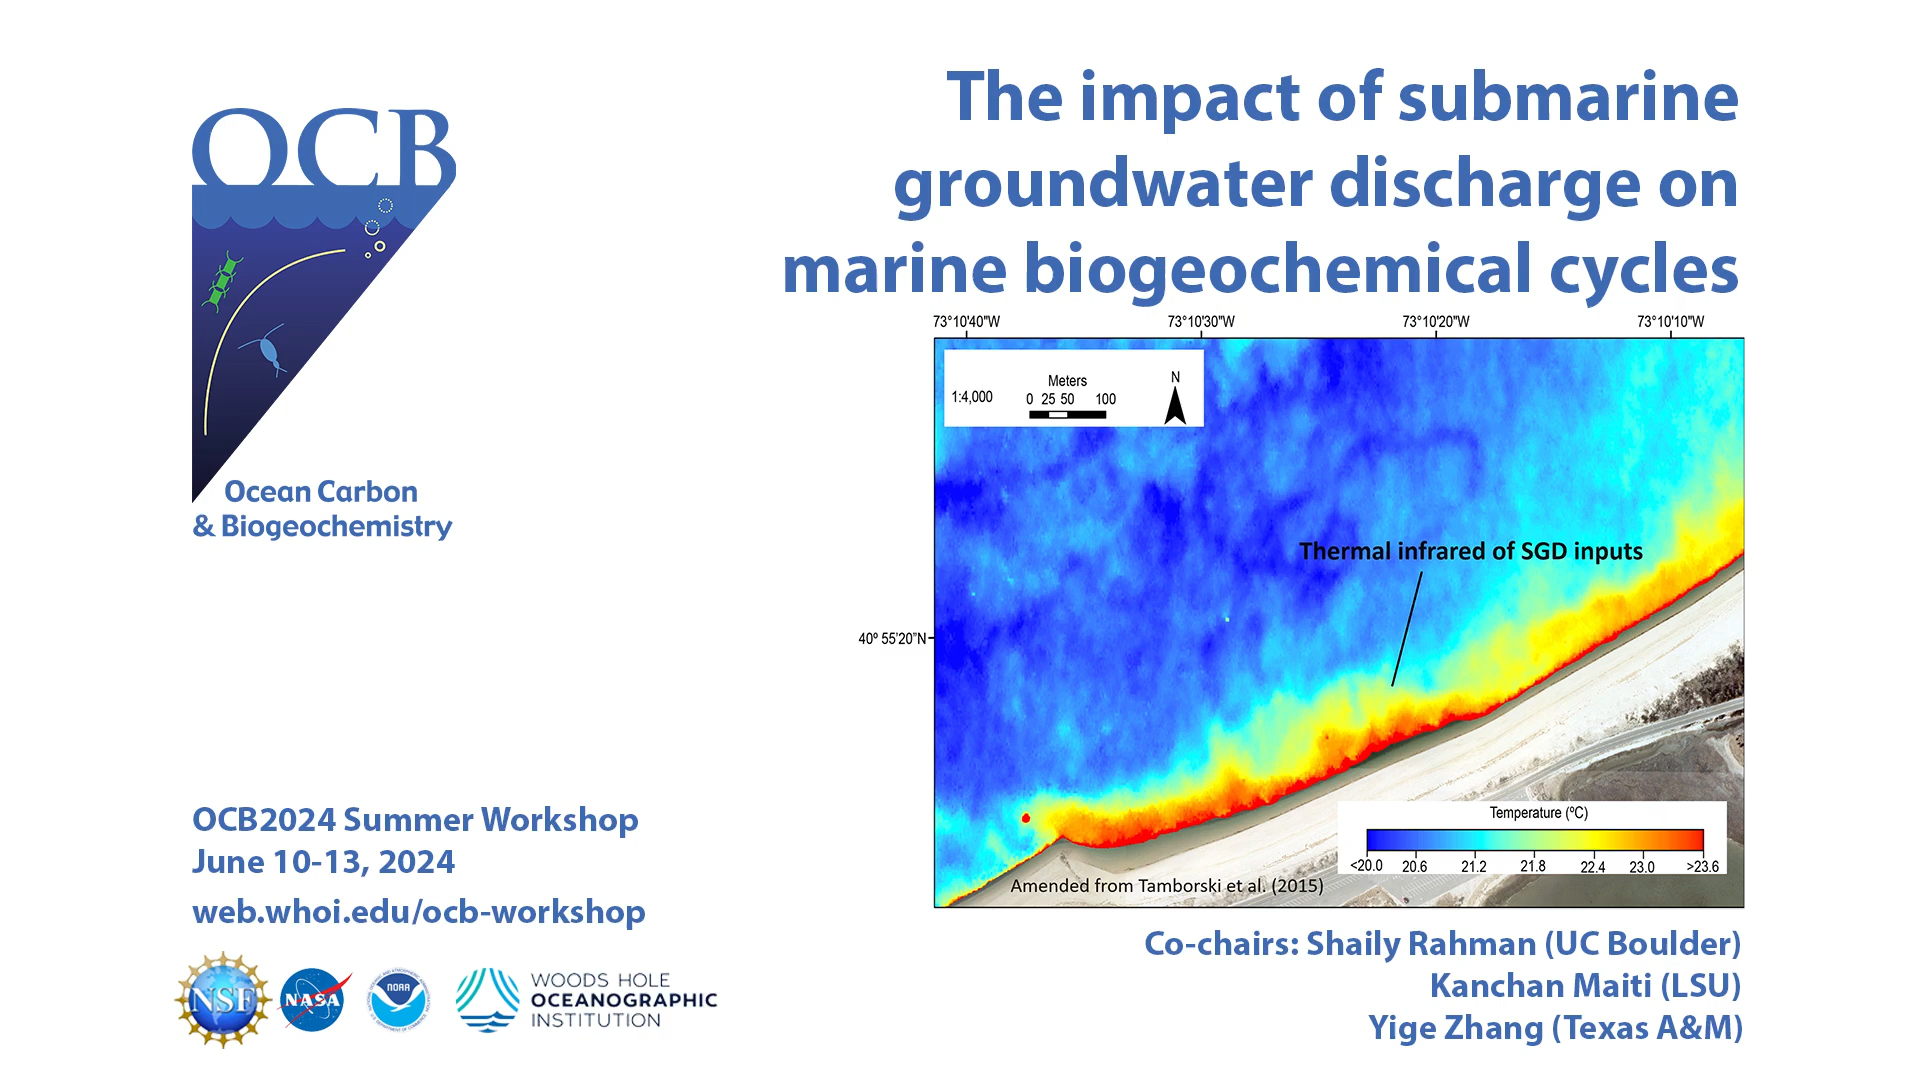 OCB
Ocean Carbon
& Biogeochemistry
The impact of submarine
groundwater discharge on
marine biogeochemical cycles
73°10'40"W 73°10'30"W 73°10'20"W 73°10'10"W
1:4,000
Meters
0 25 50 100
N
Thermal infrared of SGD inputs
40º 55'20"N
Temperature (ºC)
<20.0 20.6 21.2 21.8 22.4 23.0 >23.6
Amended from Tamborski et al. (2015)
OCB2024 Summer Workshop
June 10-13, 2024
web.whoi.edu/ocb-workshop
NSF
NASA
NOAA
WOODS HOLE
OCEANOGRAPHIC
INSTITUTION
Co-chairs: Shaily Rahman (UC Boulder)
Kanchan Maiti (LSU)
Yige Zhang (Texas A&M)